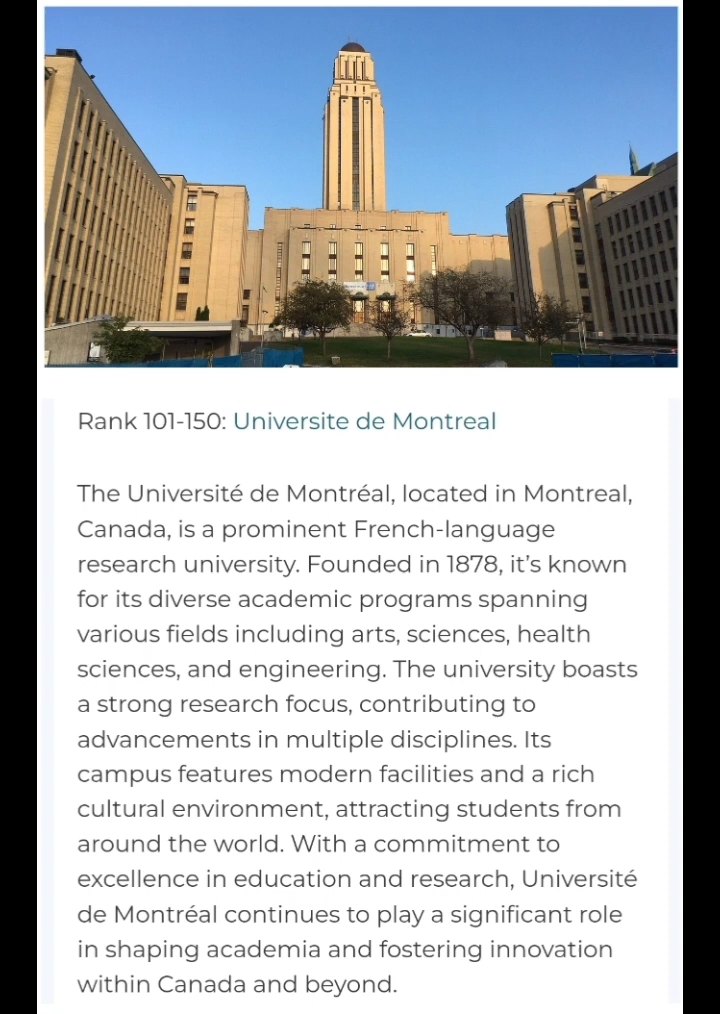 Rank 101-150: Universite de Montreal
The Université de Montréal, located in Montreal,
Canada, is a prominent French-language
research university. Founded in 1878, it’s known
for its diverse academic programs spanning
various fields including arts, sciences, health
sciences, and engineering. The university boasts
a strong research focus, contributing to
advancements in multiple disciplines. Its
campus features modern facilities and a rich
cultural environment, attracting students from
around the world. With a commitment to
excellence in education and research, Université
de Montréal continues to play a significant role
in shaping academia and fostering innovation
within Canada and beyond.